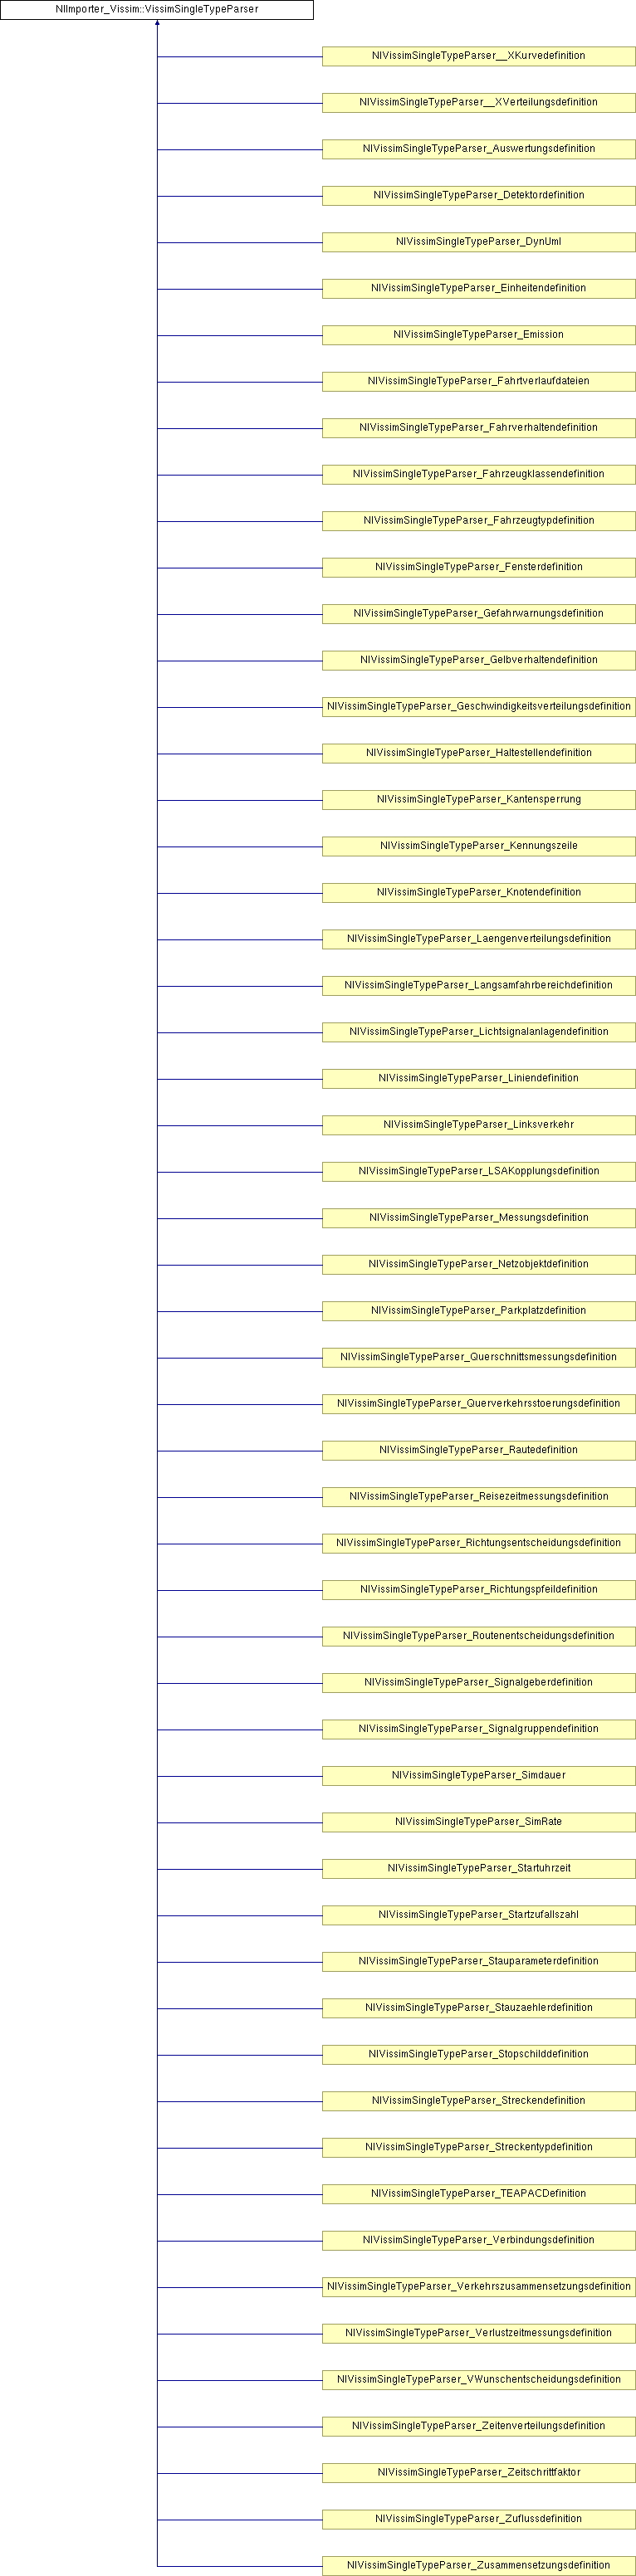 NIImporter_Vissim::VissimSingleTypeParser
NIVissimSingleTypeParser__XKurvedefinition
NIVissimSingleTypeParser__XVerteilungsdefinition
NIVissimSingleTypeParser_Auswertungsdefinition
NIVissimSingleTypeParser_Detektordefinition
NIVissimSingleTypeParser_DynUml
NIVissimSingleTypeParser_Einheitendefinition
NIVissimSingleTypeParser_Emission
NIVissimSingleTypeParser_Fahrtverlaufdateien
NIVissimSingleTypeParser_Fahrverhaltendefinition
NIVissimSingleTypeParser_Fahrzeugklassendefinition
NIVissimSingleTypeParser_Fahrzeugtypdefinition
NIVissimSingleTypeParser_Fensterdefinition
NIVissimSingleTypeParser_Gefahrwarnungsdefinition
NIVissimSingleTypeParser_Gelbverhaltendefinition
NIVissimSingleTypeParser_Geschwindigkeitsverteilungsdefinition
NIVissimSingleTypeParser_Haltestellendefinition
NIVissimSingleTypeParser_Kantensperrung
NIVissimSingleTypeParser_Kennungszeile
NIVissimSingleTypeParser_Knotendefinition
NIVissimSingleTypeParser_Laengenverteilungsdefinition
NIVissimSingleTypeParser_Langsamfahrbereichdefinition
NIVissimSingleTypeParser_Lichtsignalanlagendefinition
NIVissimSingleTypeParser_Liniendefinition
NIVissimSingleTypeParser_Linksverkehr
NIVissimSingleTypeParser_LSAKopplungsdefinition
NIVissimSingleTypeParser_Messungsdefinition
NIVissimSingleTypeParser_Netzobjektdefinition
NIVissimSingleTypeParser_Parkplatzdefinition
NIVissimSingleTypeParser_Querschnittsmessungsdefinition
NIVissimSingleTypeParser_Querverkehrsstoerungsdefinition
NIVissimSingleTypeParser_Rautedefinition
NIVissimSingleTypeParser_Reisezeitmessungsdefinition
NIVissimSingleTypeParser_Richtungsentscheidungsdefinition
NIVissimSingleTypeParser_Richtungspfeildefinition
NIVissimSingleTypeParser_Routenentscheidungsdefinition
NIVissimSingleTypeParser_Signalgeberdefinition
NIVissimSingleTypeParser_Signalgruppendefinition
NIVissimSingleTypeParser_Simdauer
NIVissimSingleTypeParser_SimRate
NIVissimSingleTypeParser_Startuhrzeit
NIVissimSingleTypeParser_Startzufallszahl
NIVissimSingleTypeParser_Stauparameterdefinition
NIVissimSingleTypeParser_Stauzaehlerdefinition
NIVissimSingleTypeParser_Stopschilddefinition
NIVissimSingleTypeParser_Streckendefinition
NIVissimSingleTypeParser_Streckentypdefinition
NIVissimSingleTypeParser_TEAPACDefinition
NIVissimSingleTypeParser_Verbindungsdefinition
NIVissimSingleTypeParser_Verkehrszusammensetzungsdefinition
NIVissimSingleTypeParser_Verlustzeitmessungsdefinition
NIVissimSingleTypeParser_VWunschentscheidungsdefinition
NIVissimSingleTypeParser_Zeitenverteilungsdefinition
NIVissimSingleTypeParser_Zeitschrittfaktor
NIVissimSingleTypeParser_Zuflussdefinition
NIVissimSingleTypeParser_Zusammensetzungsdefinition